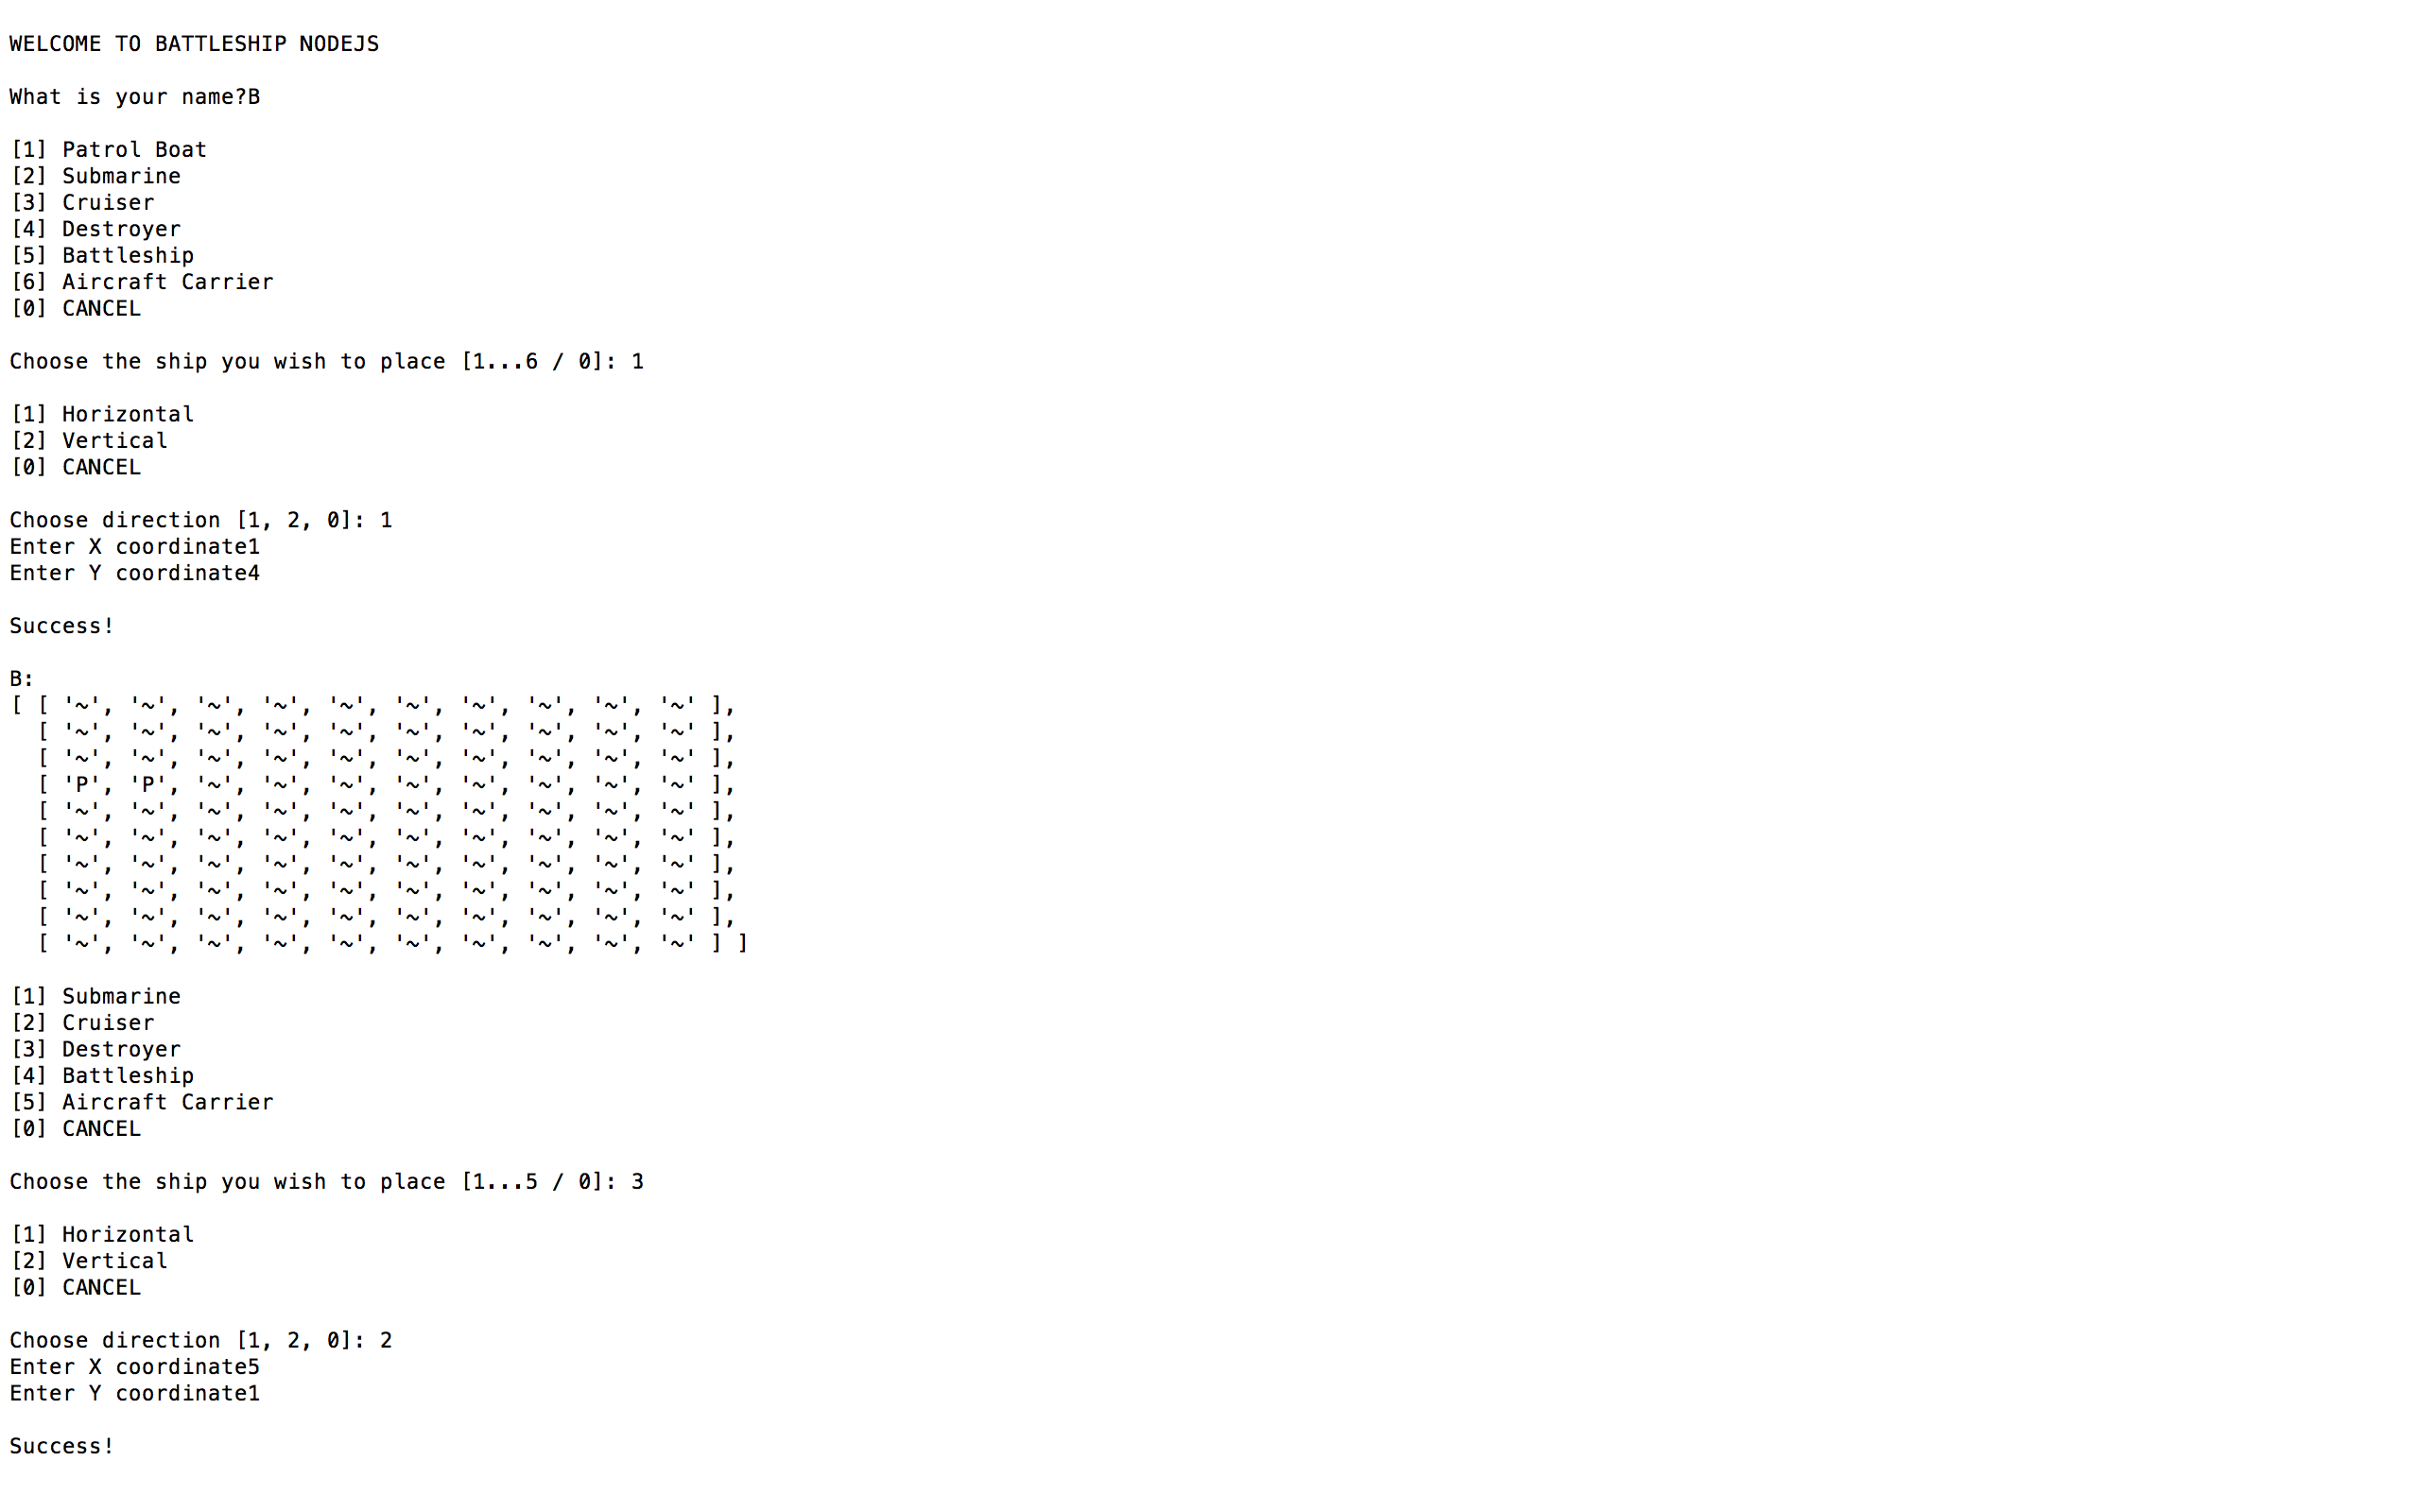 WELCOME TO BATTLESHIP NODEJS
What is your name?B
[1] Patrol Boat
[2] Submarine
[3] Cruiser
[4] Destroyer
[5] Battleship
[6] Aircraft Carrier
[0] CANCEL
Choose the ship you wish to place [1...6 / 0]: 1
[1] Horizontal
[2] Vertical
[0] CANCEL
Choose direction [1, 2, 0]: 1
Enter X coordinate1
Enter Y coordinate4
Success!
B:
[ [ '~', '~', '~', '~', '~', '~', '~', '~', '~', '~' ],
  [ '~', '~', '~', '~', '~', '~', '~', '~', '~', '~' ],
  [ '~', '~', '~', '~', '~', '~', '~', '~', '~', '~' ],
  [ 'P', 'P', '~', '~', '~', '~', '~', '~', '~', '~' ],
  [ '~', '~', '~', '~', '~', '~', '~', '~', '~', '~' ],
  [ '~', '~', '~', '~', '~', '~', '~', '~', '~', '~' ],
  [ '~', '~', '~', '~', '~', '~', '~', '~', '~', '~' ],
  [ '~', '~', '~', '~', '~', '~', '~', '~', '~', '~' ],
  [ '~', '~', '~', '~', '~', '~', '~', '~', '~', '~' ],
  [ '~', '~', '~', '~', '~', '~', '~', '~', '~', '~' ] ]
[1] Submarine
[2] Cruiser
[3] Destroyer
[4] Battleship
[5] Aircraft Carrier
[0] CANCEL
Choose the ship you wish to place [1...5 / 0]: 3
[1] Horizontal
[2] Vertical
[0] CANCEL
Choose direction [1, 2, 0]: 2
Enter X coordinate5
Enter Y coordinate1
Success!